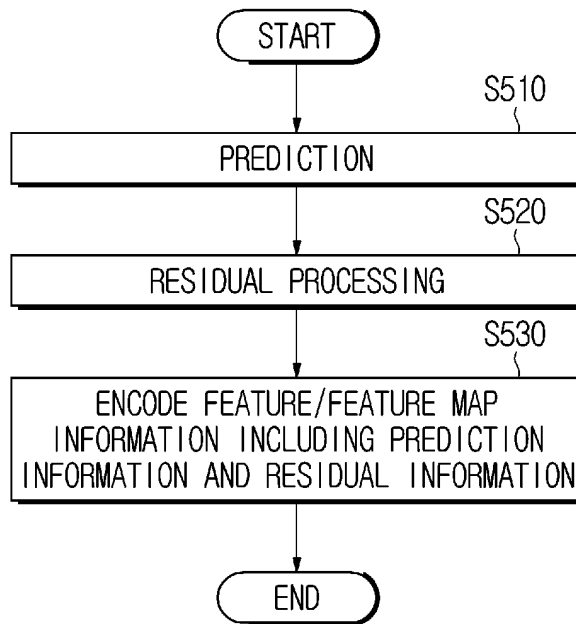 START
S510
PREDICTION
S520
RESIDUAL PROCESSING
S530
ENCODE FEATURE/FEATURE MAP
INFORMATION INCLUDING PREDICTION
INFORMATION AND RESIDUAL INFORMATION
END